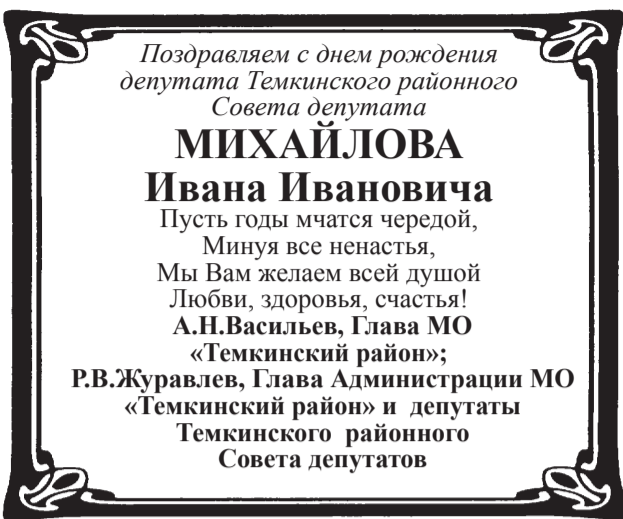 Поздравляем с днем рождения
депутата Темкинского районного
Совета депутата
МИХАЙЛОВА
Ивана Ивановича
Пусть годы мчатся чередой,
Минуя все ненастья,
Мы Вам желаем всей душой
Любви, здоровья, счастья!
А.Н.Васильев, Глава МО
«Темкинский район»;
Р.В.Журавлев, Глава Администрации МО
«Темкинский район» и депутаты
Темкинского районного
Совета депутатов